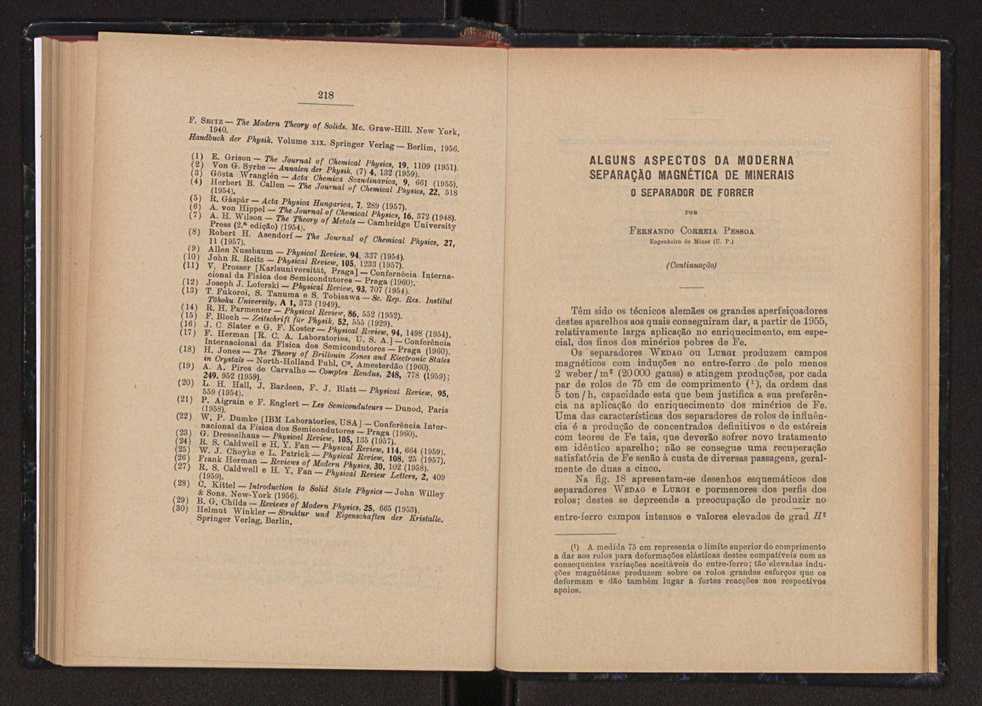 218
F. SEITZ — The Modern Theory of Solids. Mc. Graw-Hill. New York,
1940.
Handbuch der Physik. Volume XIX. Springer Verlag — Berlim, 1956.
(1) E. Grison — The Journal of Chemical Physics, 19, 1109 (1951).
(2) Von G. Syrbe — Annalen der Physik, (7) 4, 132 (1959).
(3) Gösta Wranglén — Acta Chemica Scandinavica, 9, 661 (1955).
(4) Herbert B. Callen — The Journal of Chemical Physics, 22, 518
(1954).
(5) R. Gáspár — Acta Physica Hungarica, 7, 289 (1957).
(6) A. von Hippel — The Journal of Chemical Physics, 16, 372 (1948).
(7) A. H. Wilson — The Theory of Metals — Cambridge University
Press (2.ª edição) (1954).
(8) Robert H. Asendorf — The Journal of Chemical Physics, 27,
11 (1957).
(9) Allen Nussbaum — Physical Review, 94, 337 (1954).
(10) John R. Reitz — Physical Review, 105, 1233 (1957).
(11) V. Prosser [Karlsuniversität, Praga] — Conferência Interna-
cional da Física dos Semicondutores — Praga (1960).
(12) Joseph J. Loferski — Physical Review, 93, 707 (1954).
(13) T. Fukoroi, S. Tanuma e S. Tobisawa — Sc. Rep. Res. Institut
Tôhoku University, A 1, 373 (1949).
(14) R. H. Parmenter — Physical Review, 86, 552 (1952).
(15) F. Bloch — Zeitschrift für Physik, 52, 555 (1929).
(16) J. C. Slater e G. F. Koster — Physical Review, 94, 1498 (1954).
(17) F. Herman [R. C. A. Laboratories, U. S. A.] — Conferência
Internacional da Física dos Semicondutores — Praga (1960).
(18) H. Jones — The Theory of Brillouin Zones and Electronic States
in Crystals — North-Holland Publ. Cº, Amesterdão (1960).
(19) A. A. Pires de Carvalho — Comptes Rendus, 248, 778 (1959);
249, 952 (1959).
(20) L. H. Hall, J. Bardeen, F. J. Blatt — Physical Review, 95,
559 (1954).
(21) P. Aigrain e F. Englert — Les Semiconduteurs — Dunod, Paris
(1958).
(22) W. P. Dumke [IBM Laboratories, USA] — Conferência Inter-
nacional da Física dos Semicondutores — Praga (1960).
(23) G. Dresselhaus — Physical Review, 105, 135 (1957).
(24) R. S. Caldwell e H. Y. Fan — Physical Review, 114, 664 (1959).
(25) W. J. Choyke e L. Patrick — Physical Review, 108, 25 (1957).
(26) Frank Herman — Reviews of Modern Physics, 30, 102 (1958).
(27) R. S. Caldwell e H. Y. Fan — Physical Review Letters, 2, 409
(1959).
(28) C. Kittel — Introduction to Solid State Physics — John Willey
& Sons. New-York (1956).
(29) B. G. Childs — Reviews of Modern Physics, 25, 665 (1953).
(30) Helmut Winkler — Struktur und Eigenschaften der Kristalle.
Springer Verlag, Berlin.
ALGUNS ASPECTOS DA MODERNA
SEPARAÇÃO MAGNÉTICA DE MINERAIS
O SEPARADOR DE FORRER
POR
FERNANDO CORREIA PESSOA
Engenheiro de Minas (U. P.)
(Continuação)
Têm sido os técnicos alemães os grandes aperfeiçoadores
destes aparelhos aos quais conseguiram dar, a partir de 1955,
relativamente larga aplicação no enriquecimento, em espe-
cial, dos finos dos minérios pobres de Fe.
Os separadores WEDAG ou LURGI produzem campos
magnéticos com induções no entre-ferro de pelo menos
2 weber/m² (20 000 gauss) e atingem produções, por cada
par de rolos de 75 cm de comprimento (¹), da ordem das
5 ton/h, capacidade esta que bem justifica a sua preferên-
cia na aplicação do enriquecimento dos minérios de Fe.
Uma das características dos separadores de rolos de influên-
cia é a produção de concentrados definitivos e de estéreis
com teores de Fe tais, que deverão sofrer novo tratamento
em idêntico aparelho; não se consegue uma recuperação
satisfatória de Fe senão à custa de diversas passagens, geral-
mente de duas a cinco.
Na fig. 18 apresentam-se desenhos esquemáticos dos
separadores WEDAG e LURGI e pormenores dos perfis dos
rolos; destes se depreende a preocupação de produzir no
entre-ferro campos intensos e valores elevados de grad H²
(¹) A medida 75 cm representa o limite superior do comprimento
a dar aos rolos para deformações elásticas destes compatíveis com as
consequentes variações aceitáveis do entre-ferro; tão elevadas indu-
ções magnéticas produzem sobre os rolos grandes esforços que os
deformam e dão também lugar a fortes reacções nos respectivos
apoios.